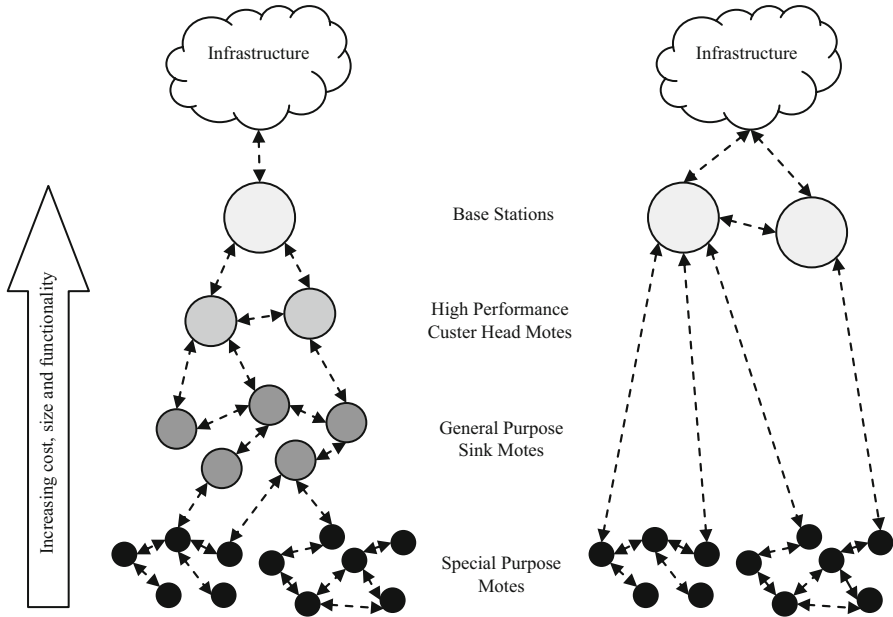 Infrastructure
Infrastructure
Base Stations
High Performance
Custer Head Motes
General Purpose
Sink Motes
Special Purpose
Motes
Increasing cost, size and functionality